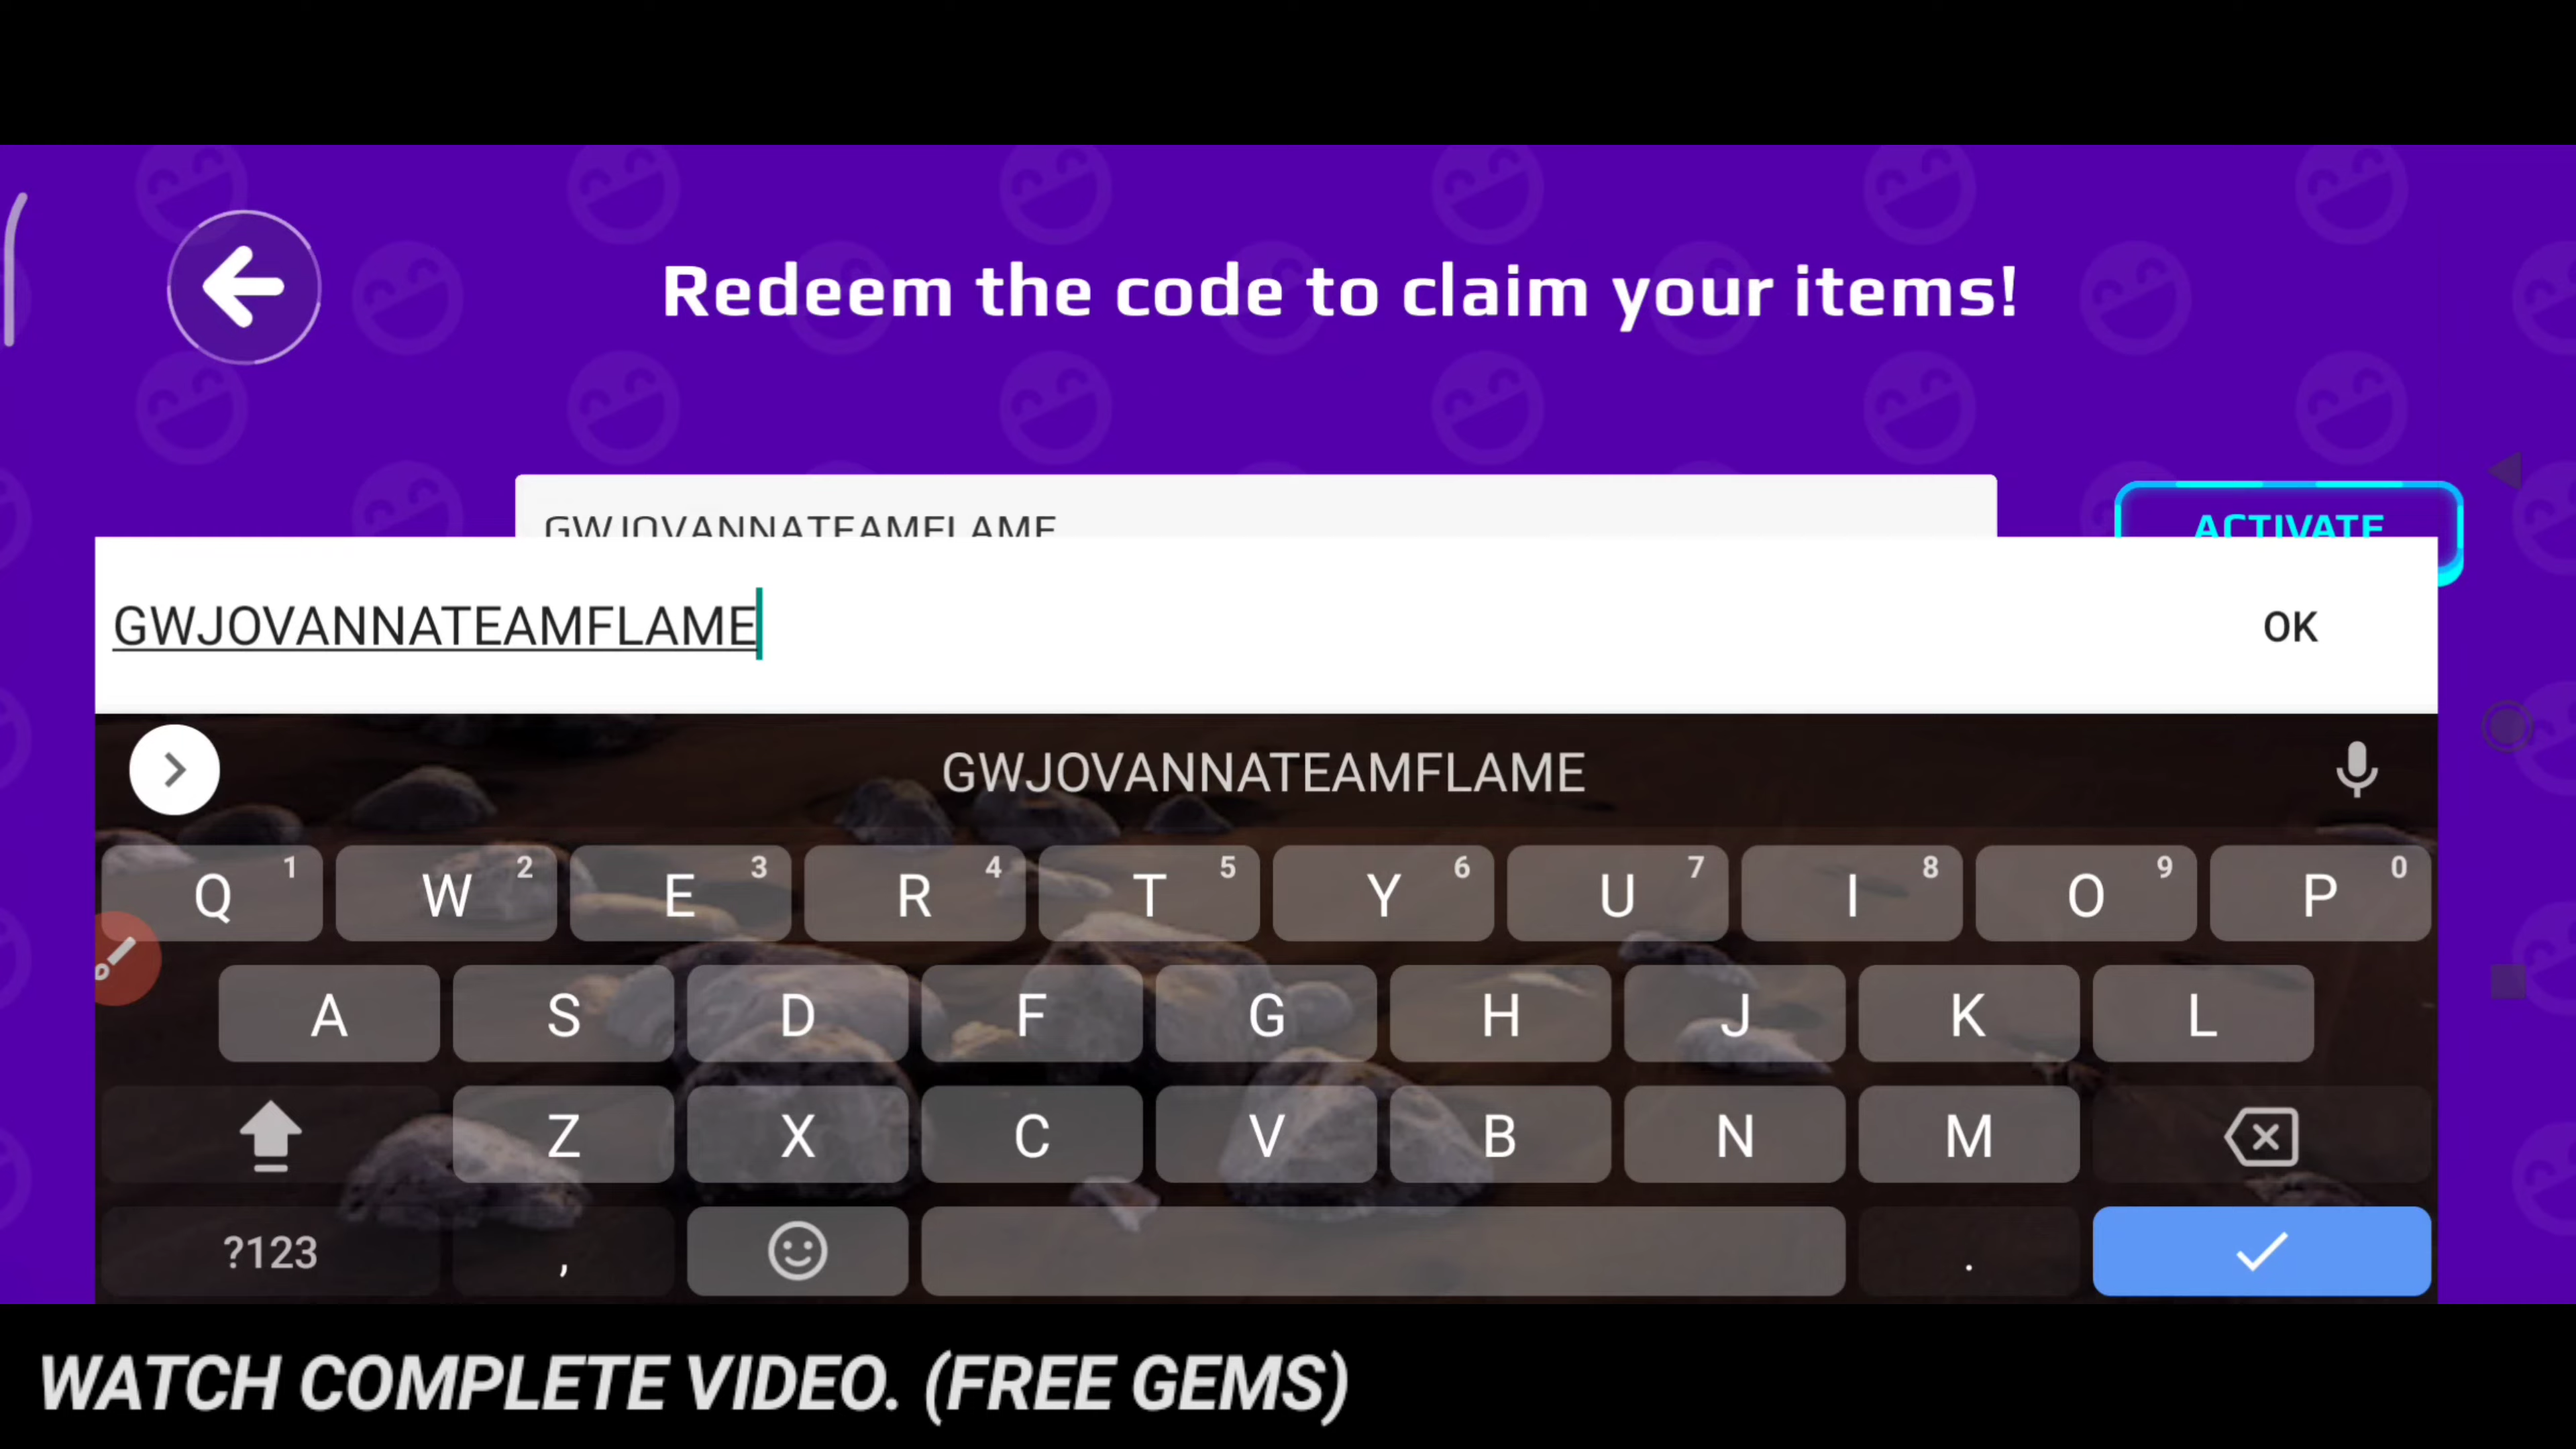 Redeem the code to claim your items!
GWJOVANNATEAMFLAME
ACTIVATE
GWJOVANNATEAMFLAME
OK
GWJOVANNATEAMFLAME
Q 1 W 2 E 3 R 4 T 5 Y 6 U 7 I 8 O 9 P 0
A S D F G H J K L
Z X C V B N M
?123 , .
WATCH COMPLETE VIDEO. (FREE GEMS)